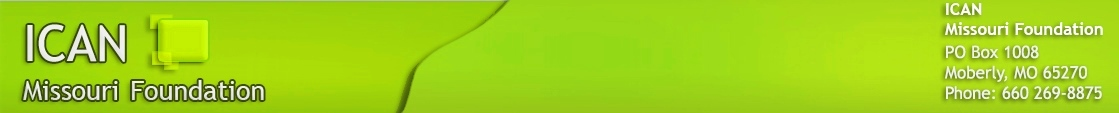 ICAN
Missouri Foundation
ICAN
Missouri Foundation
PO Box 1008
Moberly, MO 65270
Phone: 660 269-8875